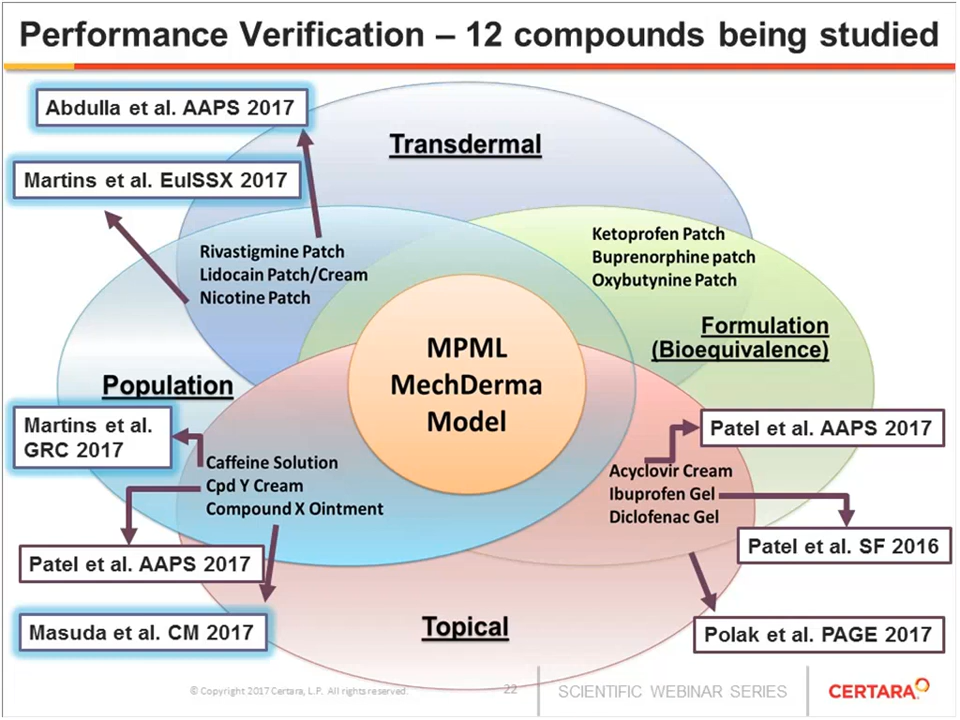 Performance Verification – 12 compounds being studied
Abdulla et al. AAPS 2017
Transdermal
Martins et al. EuISSX 2017
Rivastigmine Patch
Lidocain Patch/Cream
Nicotine Patch
Ketoprofen Patch
Buprenorphine patch
Oxybutynine Patch
Formulation
(Bioequivalence)
MPML
MechDerma
Model
Population
Martins et al.
GRC 2017
Caffeine Solution
Cpd Y Cream
Compound X Ointment
Patel et al. AAPS 2017
Acyclovir Cream
Ibuprofen Gel
Diclofenac Gel
Patel et al. AAPS 2017
Patel et al. SF 2016
Masuda et al. CM 2017
Topical
Polak et al. PAGE 2017
© Copyright 2017 Certara, L.P. All rights reserved.
22
SCIENTIFIC WEBINAR SERIES
CERTARA